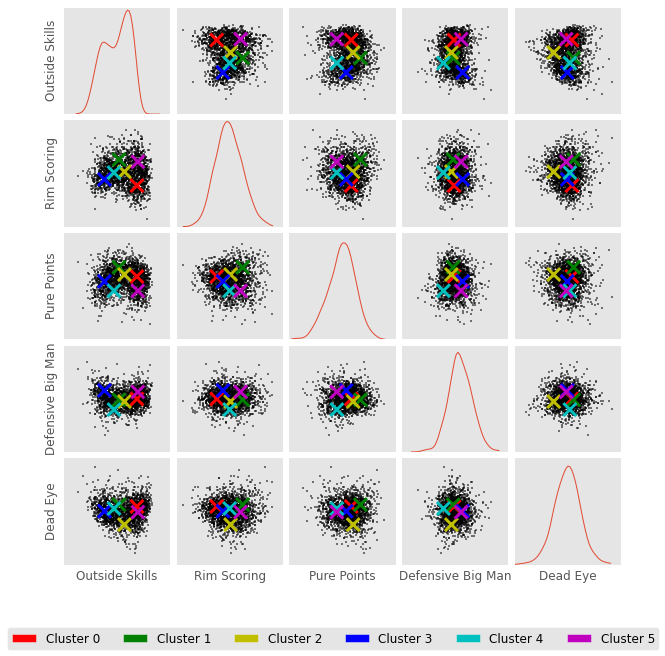 Outside Skills
Rim Scoring
Pure Points
Defensive Big Man
Dead Eye
Outside Skills Rim Scoring Pure Points Defensive Big Man Dead Eye
Cluster 0 Cluster 1 Cluster 2 Cluster 3 Cluster 4 Cluster 5